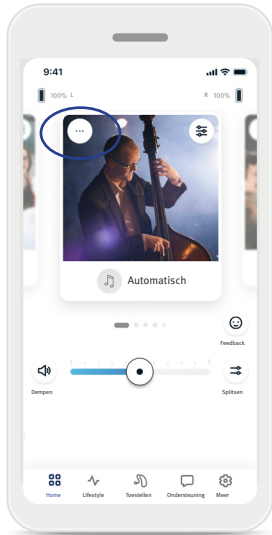 9:41
100% L R 100%
Automatisch
Feedback
Dempen Splitsen
Home Lifestyle Toestellen Ondersteuning Meer